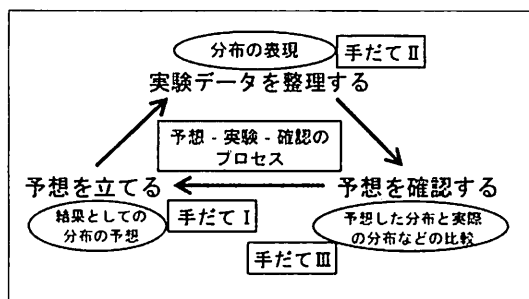 分布の表現
手だてⅡ
実験データを整理する
予想 - 実験 - 確認の
プロセス
予想を立てる
予想を確認する
結果としての
分布の予想
手だてⅠ
予想した分布と実際
の分布などの比較
手だてⅢ